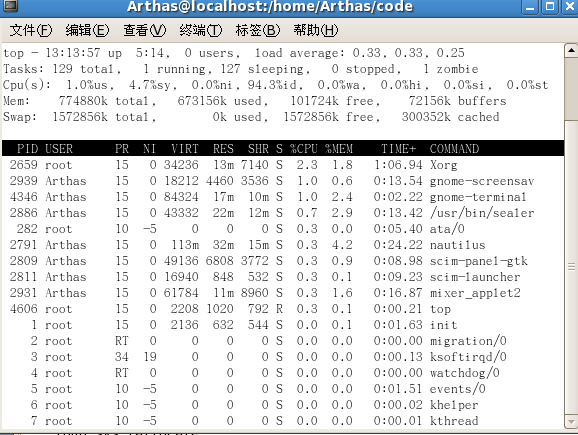 Arthas@localhost:/home/Arthas/code
文件(F) 编辑(E) 查看(V) 终端(T) 标签(B) 帮助(H)
top - 13:13:57 up  5:14,  0 users,  load average: 0.33, 0.33, 0.25
Tasks: 129 total,   1 running, 127 sleeping,   0 stopped,   1 zombie
Cpu(s):  1.0%us,  4.7%sy,  0.0%ni, 94.3%id,  0.0%wa,  0.0%hi,  0.0%si,  0.0%st
Mem:    774880k total,   673156k used,   101724k free,    72156k buffers
Swap:  1572856k total,        0k used,  1572856k free,   300352k cached
PID USER      PR  NI  VIRT  RES  SHR S %CPU %MEM    TIME+  COMMAND
2659 root      15   0 34236  13m 7140 S  2.3  1.8   1:06.94 Xorg
2939 Arthas    15   0 18212 4460 3536 S  1.0  0.6   0:13.54 gnome-screensav
4346 Arthas    15   0 84324  17m  10m S  1.0  2.4   0:02.22 gnome-terminal
2886 Arthas    15   0 43332  22m  12m S  0.7  2.9   0:13.42 /usr/bin/sealer
282 root      10  -5     0    0    0 S  0.3  0.0   0:05.40 ata/0
2791 Arthas    15   0  113m  32m  15m S  0.3  4.2   0:24.22 nautilus
2809 Arthas    15   0 49136 6808 3772 S  0.3  0.9   0:08.98 scim-panel-gtk
2811 Arthas    15   0 16940  848  532 S  0.3  0.1   0:09.23 scim-launcher
2931 Arthas    15   0 61784  11m 8960 S  0.3  1.6   0:16.87 mixer_applet2
4606 root      15   0  2208 1020  792 R  0.3  0.1   0:00.21 top
1 root      15   0  2136  632  544 S  0.0  0.1   0:01.63 init
2 root      RT   0     0    0    0 S  0.0  0.0   0:00.00 migration/0
3 root      34  19     0    0    0 S  0.0  0.0   0:00.13 ksoftirqd/0
4 root      RT   0     0    0    0 S  0.0  0.0   0:00.00 watchdog/0
5 root      10  -5     0    0    0 S  0.0  0.0   0:01.51 events/0
6 root      10  -5     0    0    0 S  0.0  0.0   0:00.02 khelper
7 root      10  -5     0    0    0 S  0.0  0.0   0:00.00 kthread